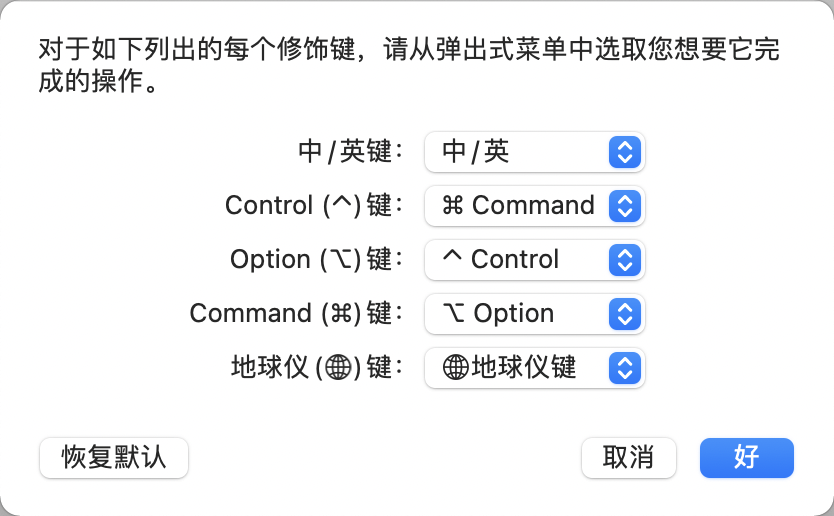 对于如下列出的每个修饰键，请从弹出式菜单中选取您想要它完
成的操作。
中/英键： 中/英
Control (^) 键： ⌘ Command
Option (⌥) 键： ^ Control
Command (⌘) 键： ⌥ Option
地球仪 (🌐) 键： 🌐地球仪键
恢复默认 取消 好